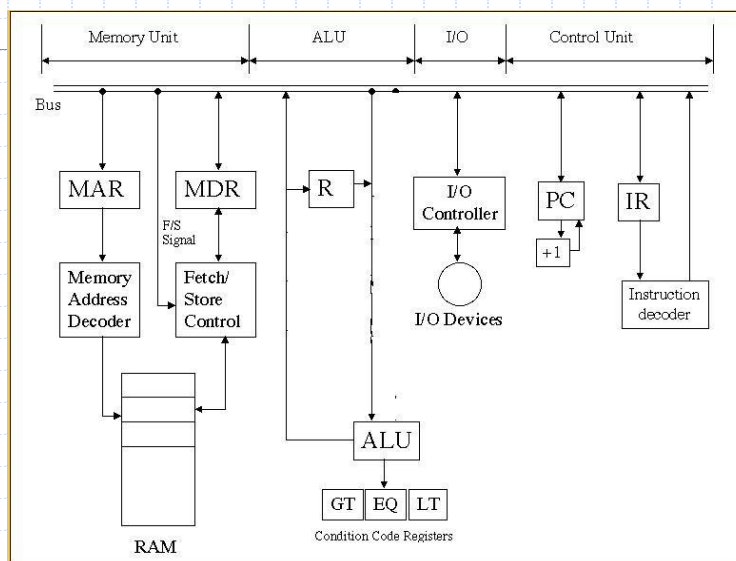 Memory Unit
ALU
I/O
Control Unit
Bus
MAR
MDR
R
I/O
Controller
PC
IR
F/S
Signal
+1
Memory
Address
Decoder
Fetch/
Store
Control
I/O Devices
Instruction
decoder
ALU
GT
EQ
LT
Condition Code Registers
RAM